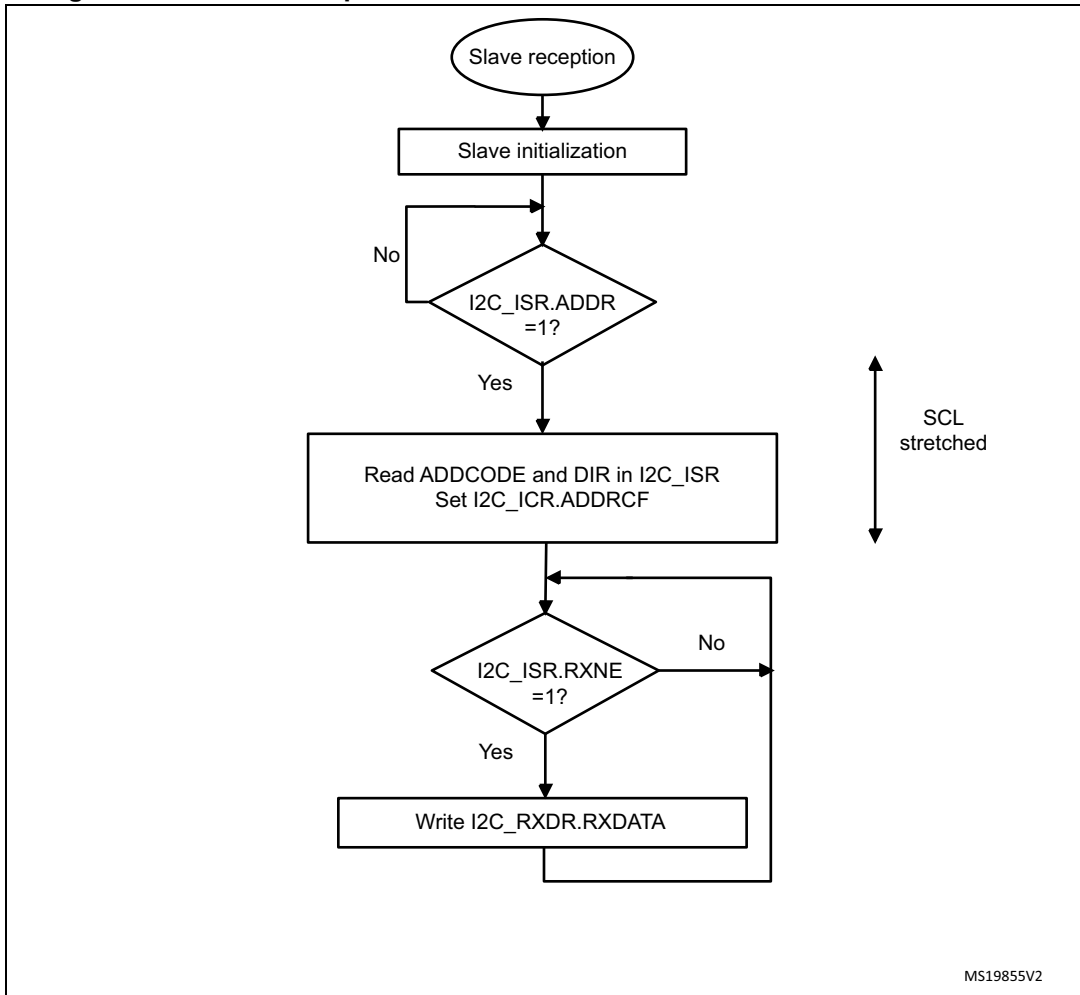 Slave reception
Slave initialization
No
I2C_ISR.ADDR
=1?
Yes
SCL
stretched
Read ADDCODE and DIR in I2C_ISR
Set I2C_ICR.ADDRCF
No
I2C_ISR.RXNE
=1?
Yes
Write I2C_RXDR.RXDATA
MS19855V2